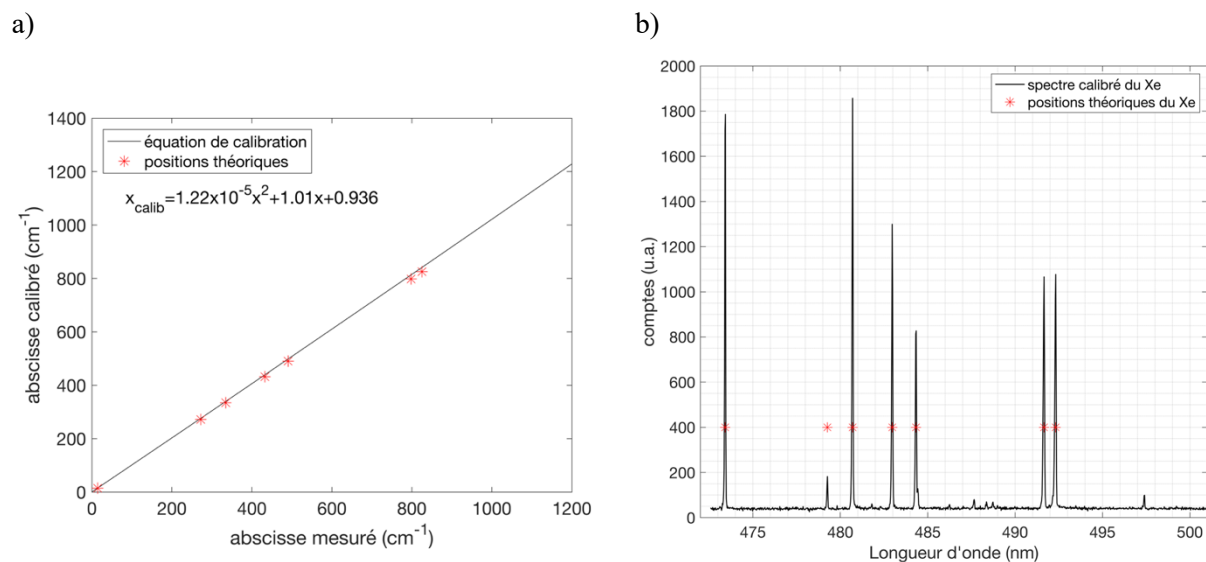 a)
b)
équation de calibration
positions théoriques
x_calib=1.22x10^-5x^2+1.01x+0.936
abscisse calibré (cm^-1)
1400
1200
1000
800
600
400
200
0
0 200 400 600 800 1000 1200
abscisse mesuré (cm^-1)
spectre calibré du Xe
positions théoriques du Xe
comptes (u.a.)
2000
1800
1600
1400
1200
1000
800
600
400
200
0
475 480 485 490 495 500
Longueur d'onde (nm)